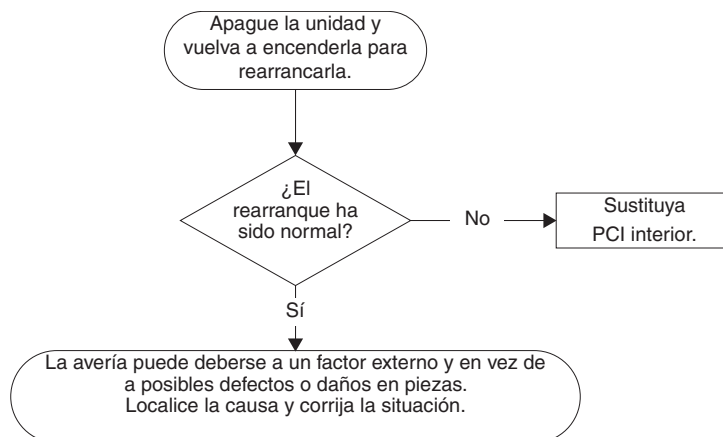 Apague la unidad y
vuelva a encenderla para
rearrancarla.
¿El
rearranque ha
sido normal?
No
Sustituya
PCI interior.
Sí
La avería puede deberse a un factor externo y en vez de
a posibles defectos o daños en piezas.
Localice la causa y corrija la situación.